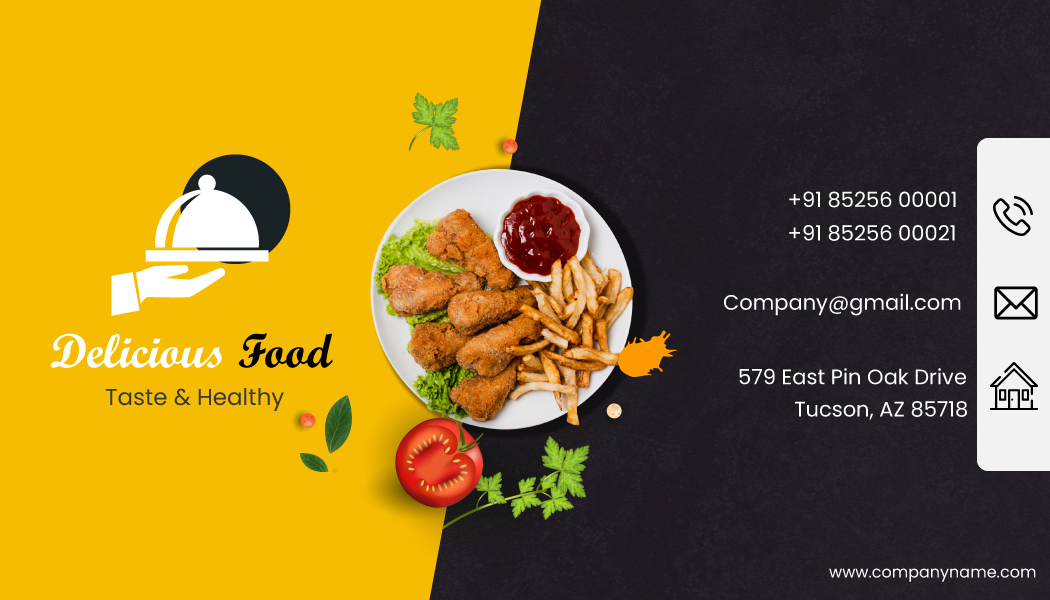 Delicious Food
Taste & Healthy
+91 85256 00001
+91 85256 00021
Company@gmail.com
579 East Pin Oak Drive
Tucson, AZ 85718
www.companyname.com